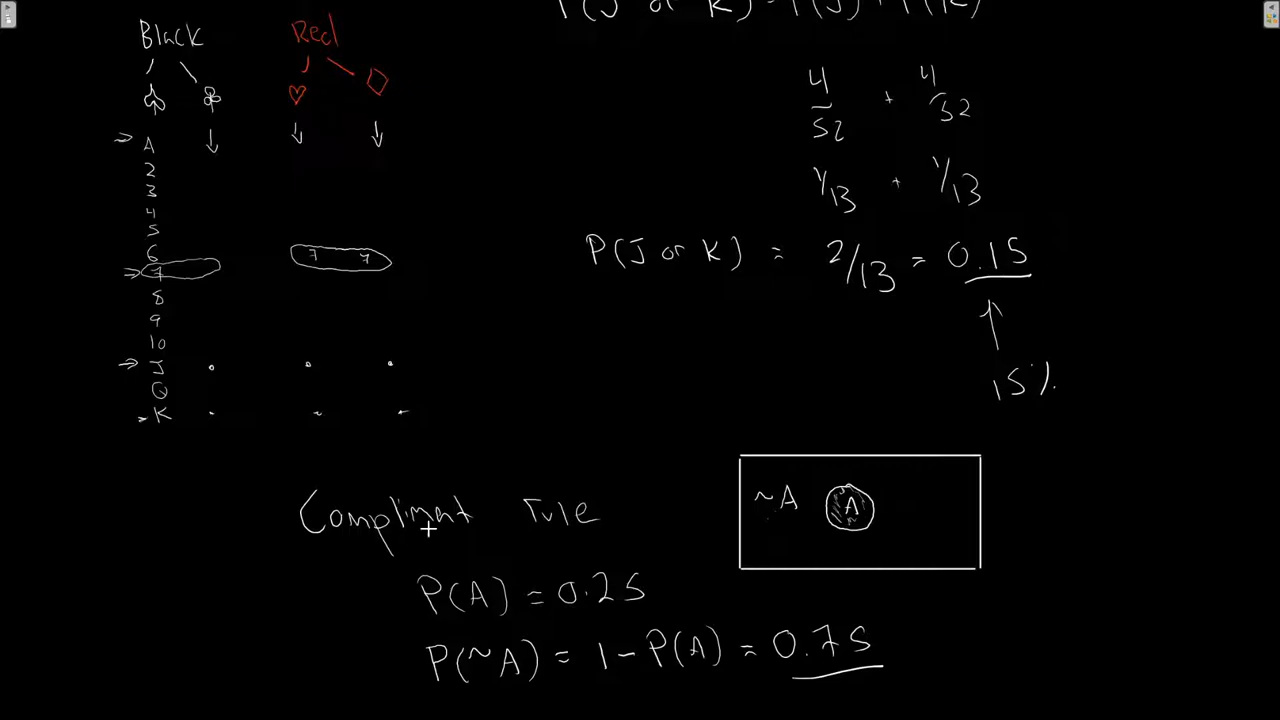 P(J or K) = P(J) + P(K)
Black Red
A
2
3
4
5
6
7 7 7
8
9
10
J
Q
K
4/52 + 4/52
1/13 + 1/13
P(J or K) = 2/13 = 0.15
15%
Compliment rule
~A A
P(A) = 0.25
P(~A) = 1 - P(A) = 0.75